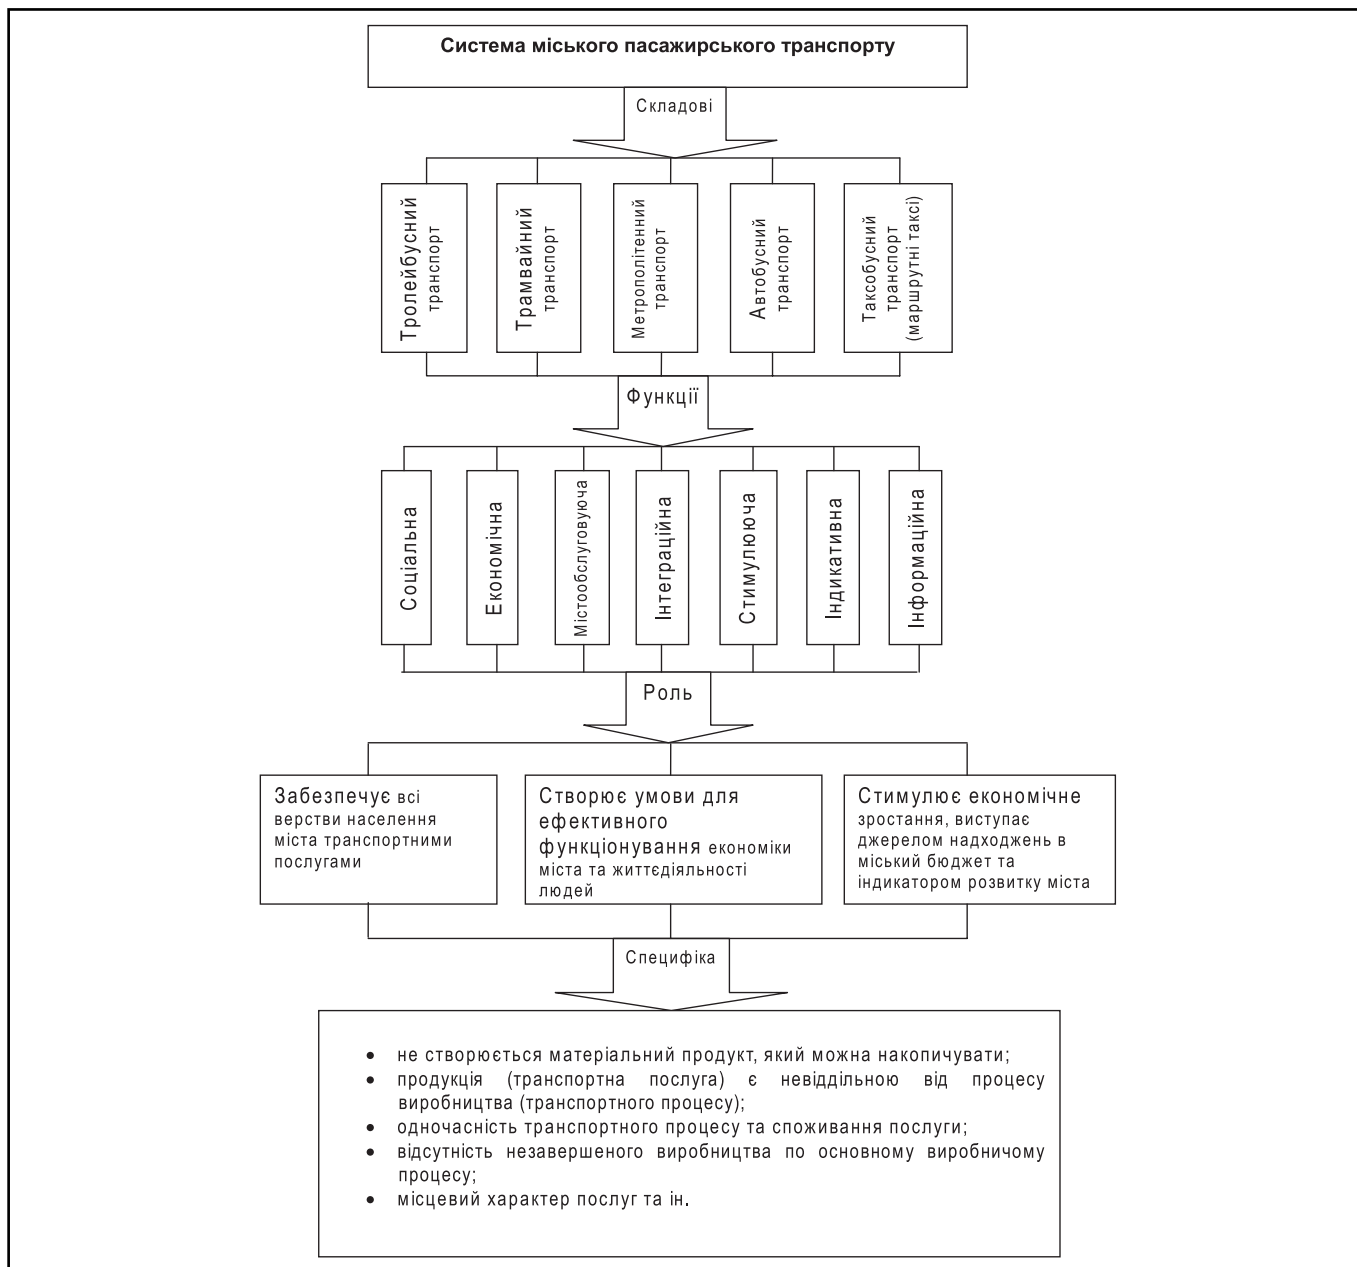 Система міського пасажирського транспорту
Складові
Тролейбусний
транспорт
Трамвайний
транспорт
Метрополітенний
транспорт
Автобусний
транспорт
Таксобусний
транспорт
(маршрутні таксі)
Функції
Соціальна
Економічна
Містообслуговуюча
Інтеграційна
Стимулююча
Індикативна
Інформаційна
Роль
Забезпечує всі
верстви населення
міста транспортними
послугами
Створює умови для
ефективного
функціонування економіки
міста та життєдіяльності
людей
Стимулює економічне
зростання, виступає
джерелом надходжень в
міський бюджет та
індикатором розвитку міста
Специфіка
• не створюється матеріальний продукт, який можна накопичувати;
• продукція (транспортна послуга) є невіддільною від процесу
виробництва (транспортного процесу);
• одночасність транспортного процесу та споживання послуги;
• відсутність незавершеного виробництва по основному виробничому
процесу;
• місцевий характер послуг та ін.